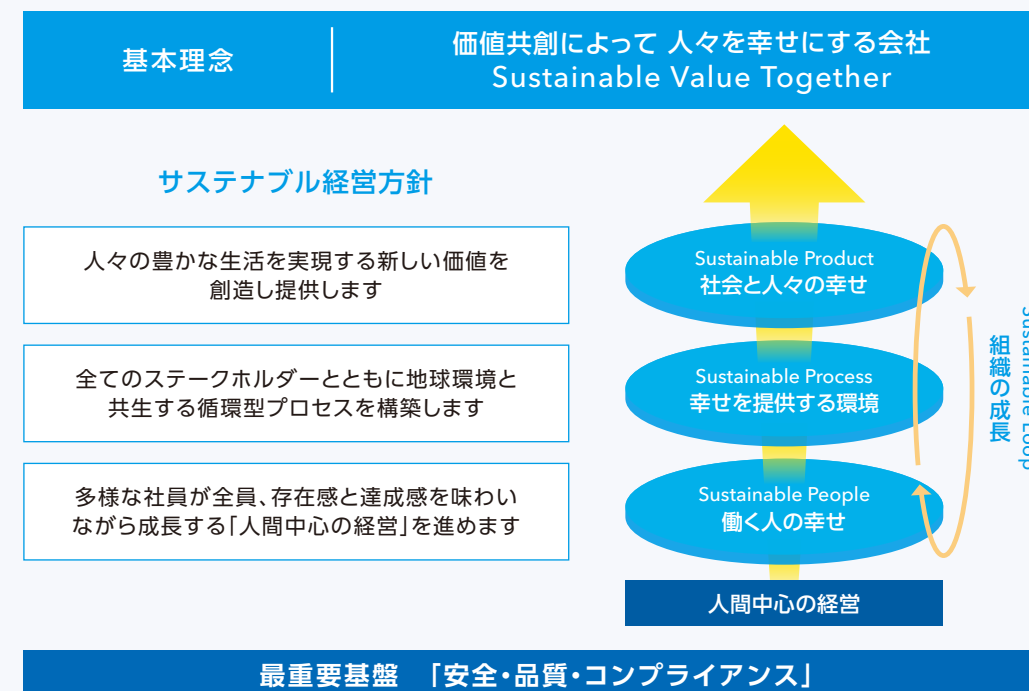 基本理念
価値共創によって 人々を幸せにする会社
Sustainable Value Together
サステナブル経営方針
人々の豊かな生活を実現する新しい価値を
創造し提供します
Sustainable Product
社会と人々の幸せ
全てのステークホルダーとともに地球環境と
共生する循環型プロセスを構築します
Sustainable Process
幸せを提供する環境
多様な社員が全員、存在感と達成感を味わい
ながら成長する「人間中心の経営」を進めます
Sustainable People
働く人の幸せ
Sustainable Loop
組織の成長
人間中心の経営
最重要基盤 「安全・品質・コンプライアンス」